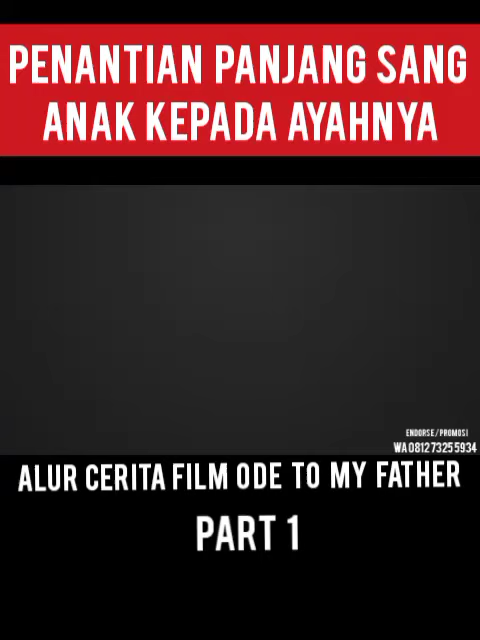 PENANTIAN PANJANG SANG
ANAK KEPADA AYAHNYA
ENDORSE/PROMOSI
WA 081273255934
ALUR CERITA FILM ODE TO MY FATHER
PART 1